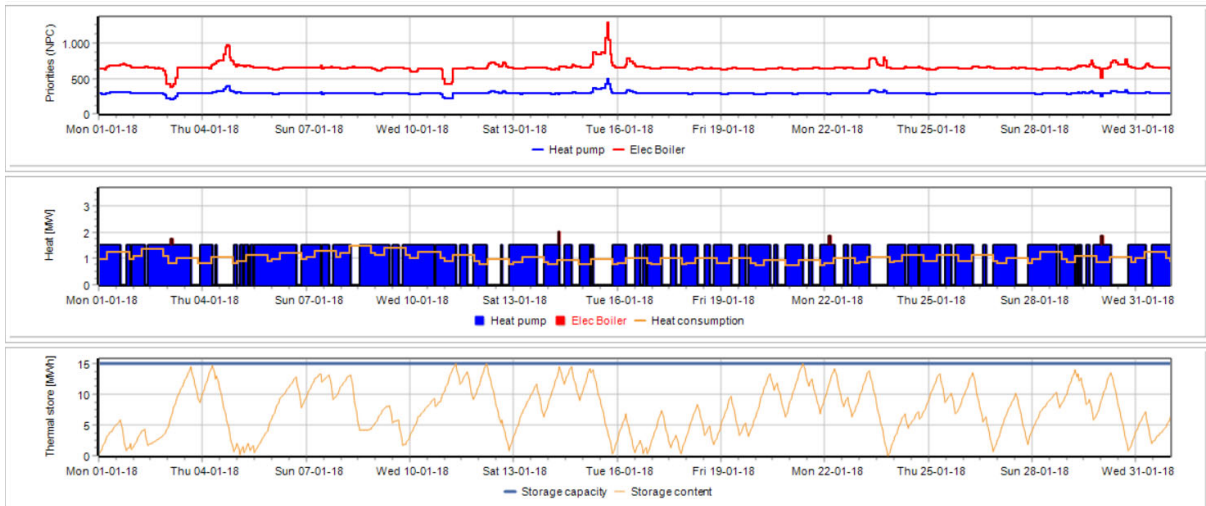 Priorities (NPC)
1.000
500
0
Mon 01-01-18 Thu 04-01-18 Sun 07-01-18 Wed 10-01-18 Sat 13-01-18 Tue 16-01-18 Fri 19-01-18 Mon 22-01-18 Thu 25-01-18 Sun 28-01-18 Wed 31-01-18
Heat pump Elec Boiler
Heat [MW]
3
2
1
0
Mon 01-01-18 Thu 04-01-18 Sun 07-01-18 Wed 10-01-18 Sat 13-01-18 Tue 16-01-18 Fri 19-01-18 Mon 22-01-18 Thu 25-01-18 Sun 28-01-18 Wed 31-01-18
Heat pump Elec Boiler Heat consumption
Thermal store [MWh]
15
10
5
0
Mon 01-01-18 Thu 04-01-18 Sun 07-01-18 Wed 10-01-18 Sat 13-01-18 Tue 16-01-18 Fri 19-01-18 Mon 22-01-18 Thu 25-01-18 Sun 28-01-18 Wed 31-01-18
Storage capacity Storage content